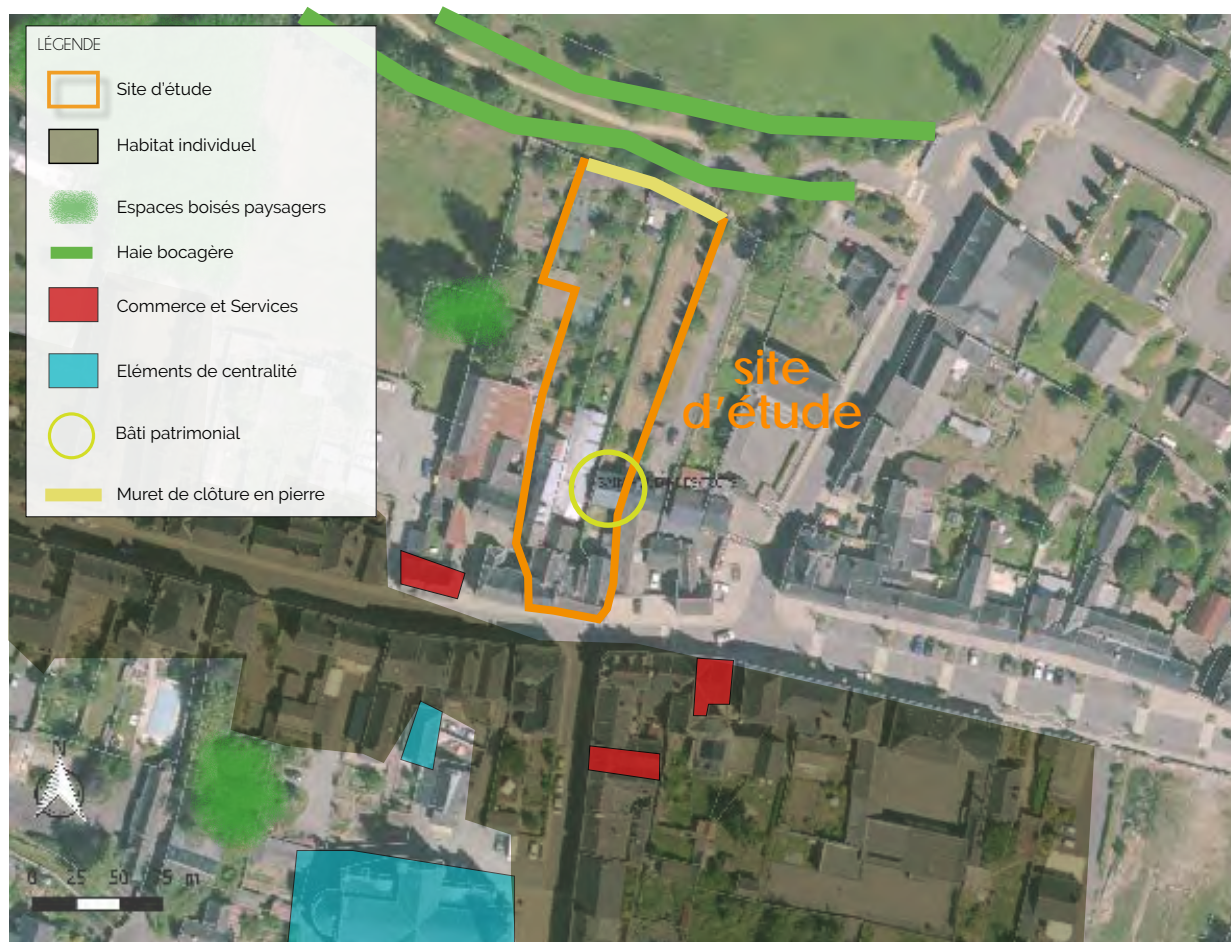 LÉGENDE
Site d'étude
Habitat individuel
Espaces boisés paysagers
Haie bocagère
Commerce et Services
Eléments de centralité
Bâti patrimonial
Muret de clôture en pierre
site
d'étude
N
0 25 50 75 m